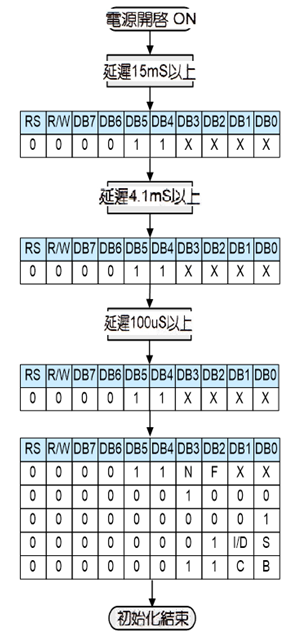 電源開啓 ON
延遲15mS以上
RS R/W DB7 DB6 DB5 DB4 DB3 DB2 DB1 DB0
0 0 0 0 1 1 X X X X
延遲4.1mS以上
RS R/W DB7 DB6 DB5 DB4 DB3 DB2 DB1 DB0
0 0 0 0 1 1 X X X X
延遲100uS以上
RS R/W DB7 DB6 DB5 DB4 DB3 DB2 DB1 DB0
0 0 0 0 1 1 X X X X
RS R/W DB7 DB6 DB5 DB4 DB3 DB2 DB1 DB0
0 0 0 0 1 1 N F X X
0 0 0 0 0 0 1 0 0 0
0 0 0 0 0 0 0 0 0 1
0 0 0 0 0 0 0 1 I/D S
0 0 0 0 0 0 1 1 C B
初始化結束